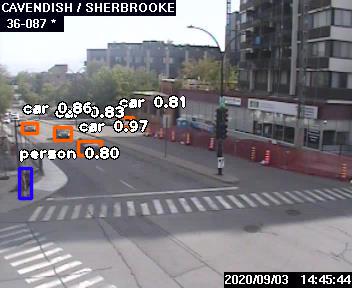 CAVENDISH / SHERBROOKE
36-087 *
car 0.86
car 0.83
car 0.81
car 0.97
person 0.80
2020/09/03 14:45:44